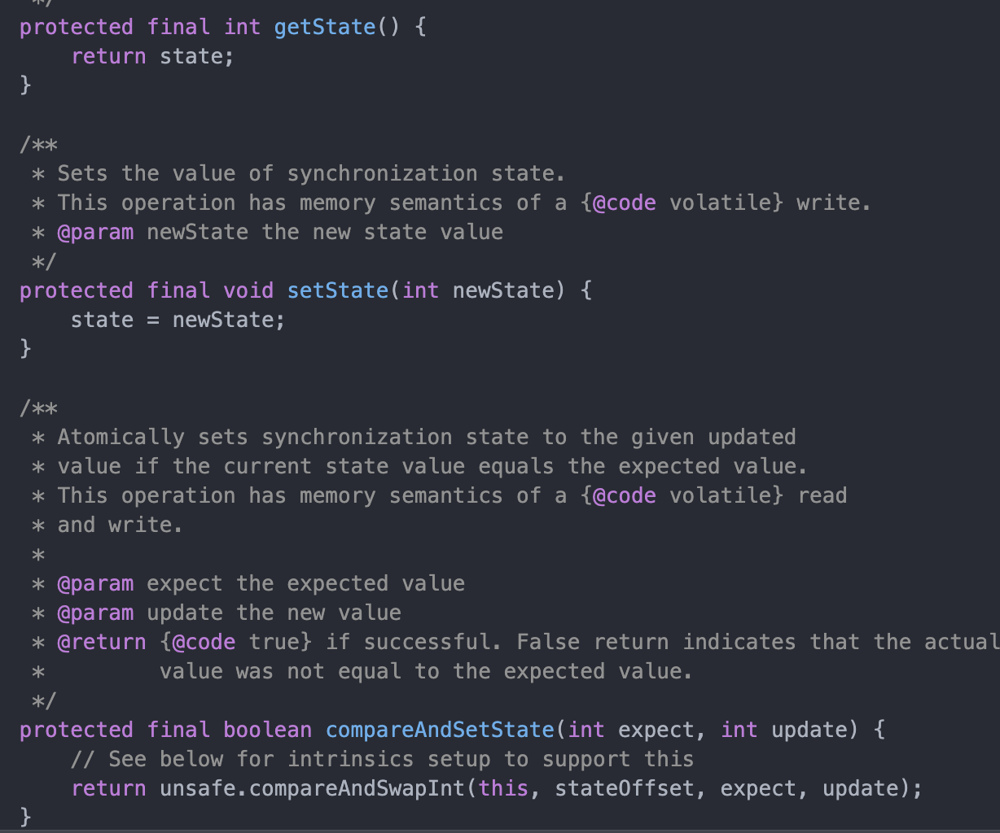 */
protected final int getState() {
    return state;
}

/**
 * Sets the value of synchronization state.
 * This operation has memory semantics of a {@code volatile} write.
 * @param newState the new state value
 */
protected final void setState(int newState) {
    state = newState;
}

/**
 * Atomically sets synchronization state to the given updated
 * value if the current state value equals the expected value.
 * This operation has memory semantics of a {@code volatile} read
 * and write.
 *
 * @param expect the expected value
 * @param update the new value
 * @return {@code true} if successful. False return indicates that the actual
 *         value was not equal to the expected value.
 */
protected final boolean compareAndSetState(int expect, int update) {
    // See below for intrinsics setup to support this
    return unsafe.compareAndSwapInt(this, stateOffset, expect, update);
}